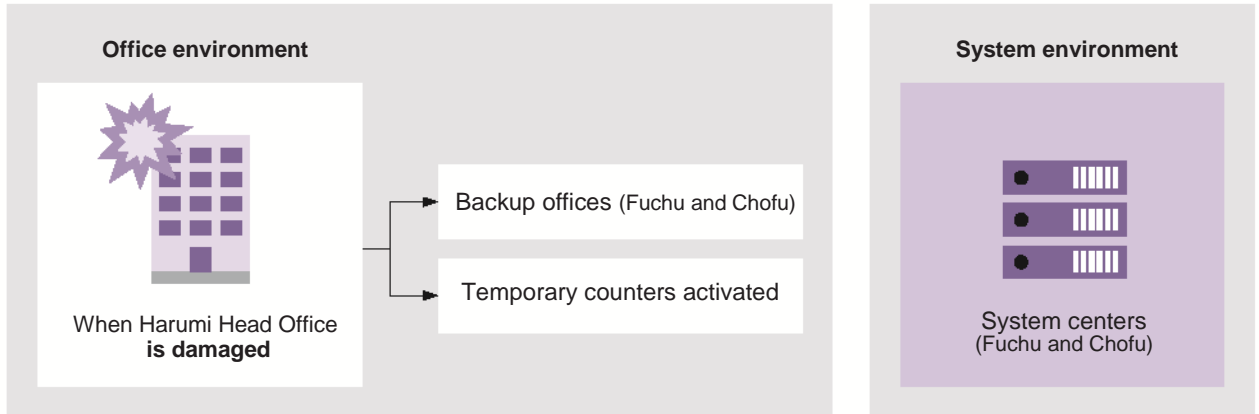 Office environment
When Harumi Head Office
is damaged
Backup offices (Fuchu and Chofu)
Temporary counters activated
System environment
System centers
(Fuchu and Chofu)